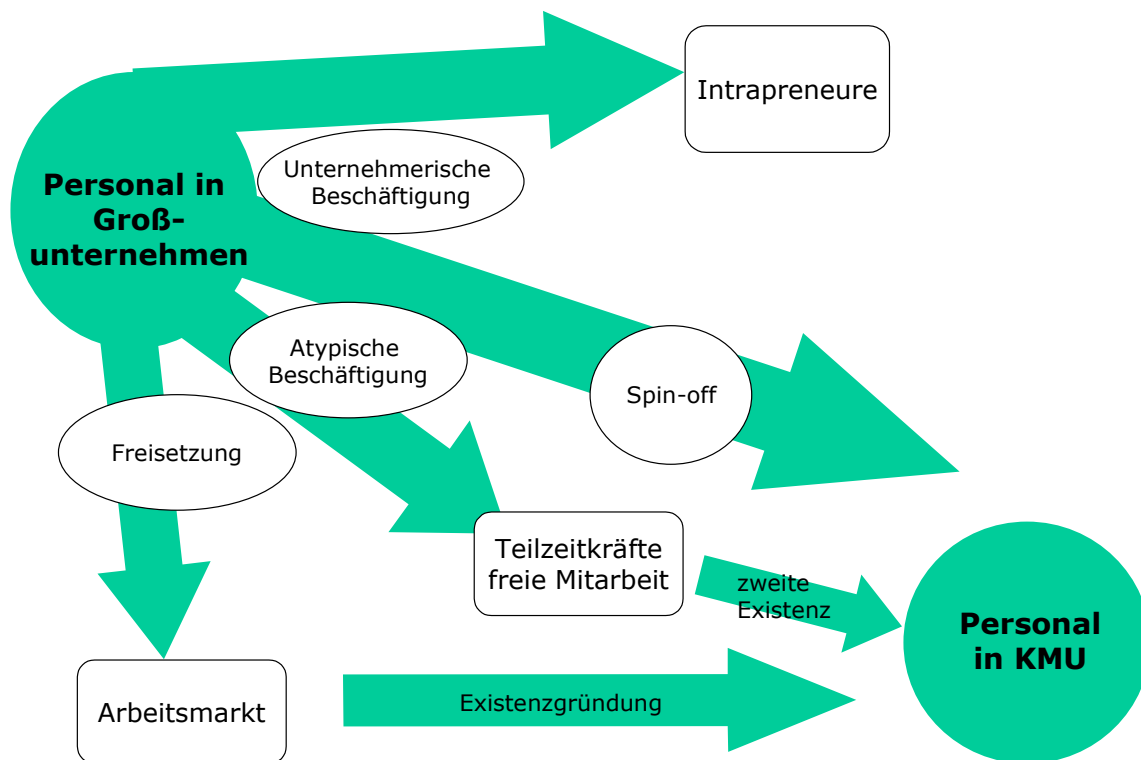 Intrapreneure
Unternehmerische
Beschäftigung
Personal in
Groß-
unternehmen
Atypische
Beschäftigung
Spin-off
Freisetzung
Teilzeitkräfte
freie Mitarbeit
zweite
Existenz
Personal
in KMU
Arbeitsmarkt
Existenzgründung